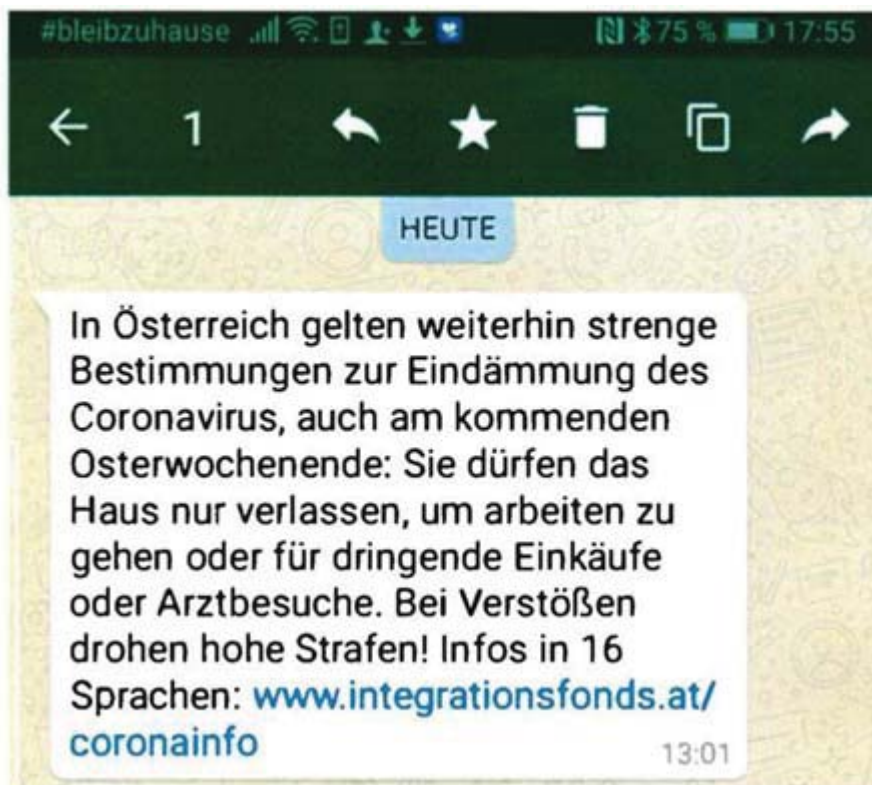 #bleibzuhause 75 % 17:55
1
HEUTE
In Österreich gelten weiterhin strenge
Bestimmungen zur Eindämmung des
Coronavirus, auch am kommenden
Osterwochenende: Sie dürfen das
Haus nur verlassen, um arbeiten zu
gehen oder für dringende Einkäufe
oder Arztbesuche. Bei Verstößen
drohen hohe Strafen! Infos in 16
Sprachen: www.integrationsfonds.at/
coronainfo
13:01